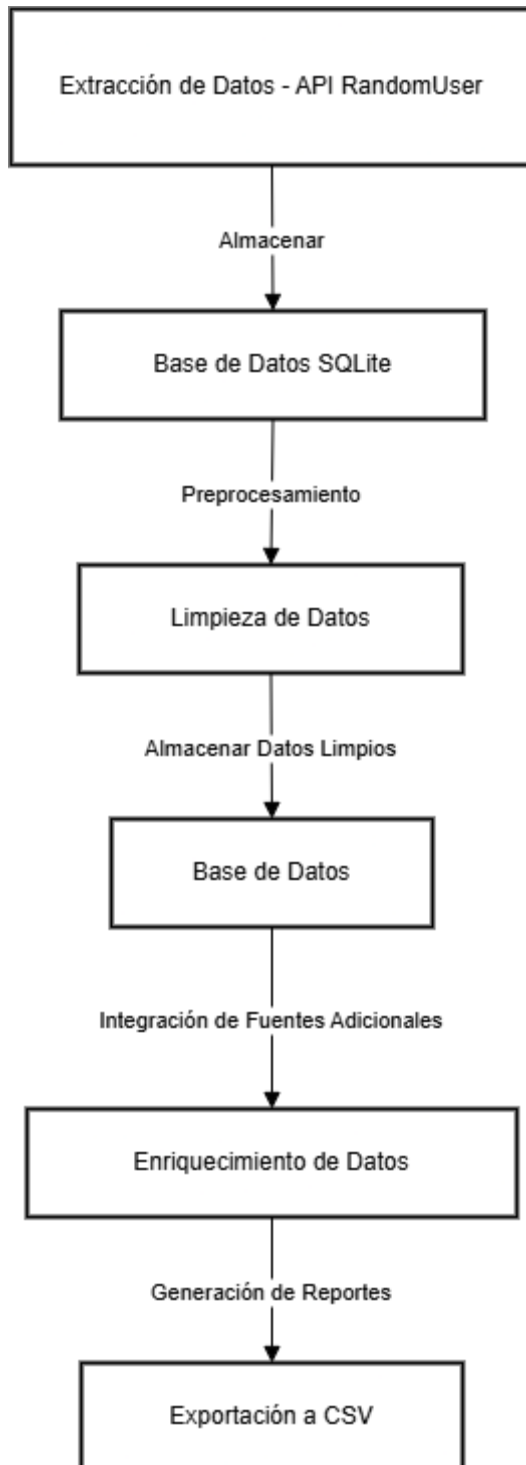 Extracción de Datos - API RandomUser
Almacenar
Base de Datos SQLite
Preprocesamiento
Limpieza de Datos
Almacenar Datos Limpios
Base de Datos
Integración de Fuentes Adicionales
Enriquecimiento de Datos
Generación de Reportes
Exportación a CSV